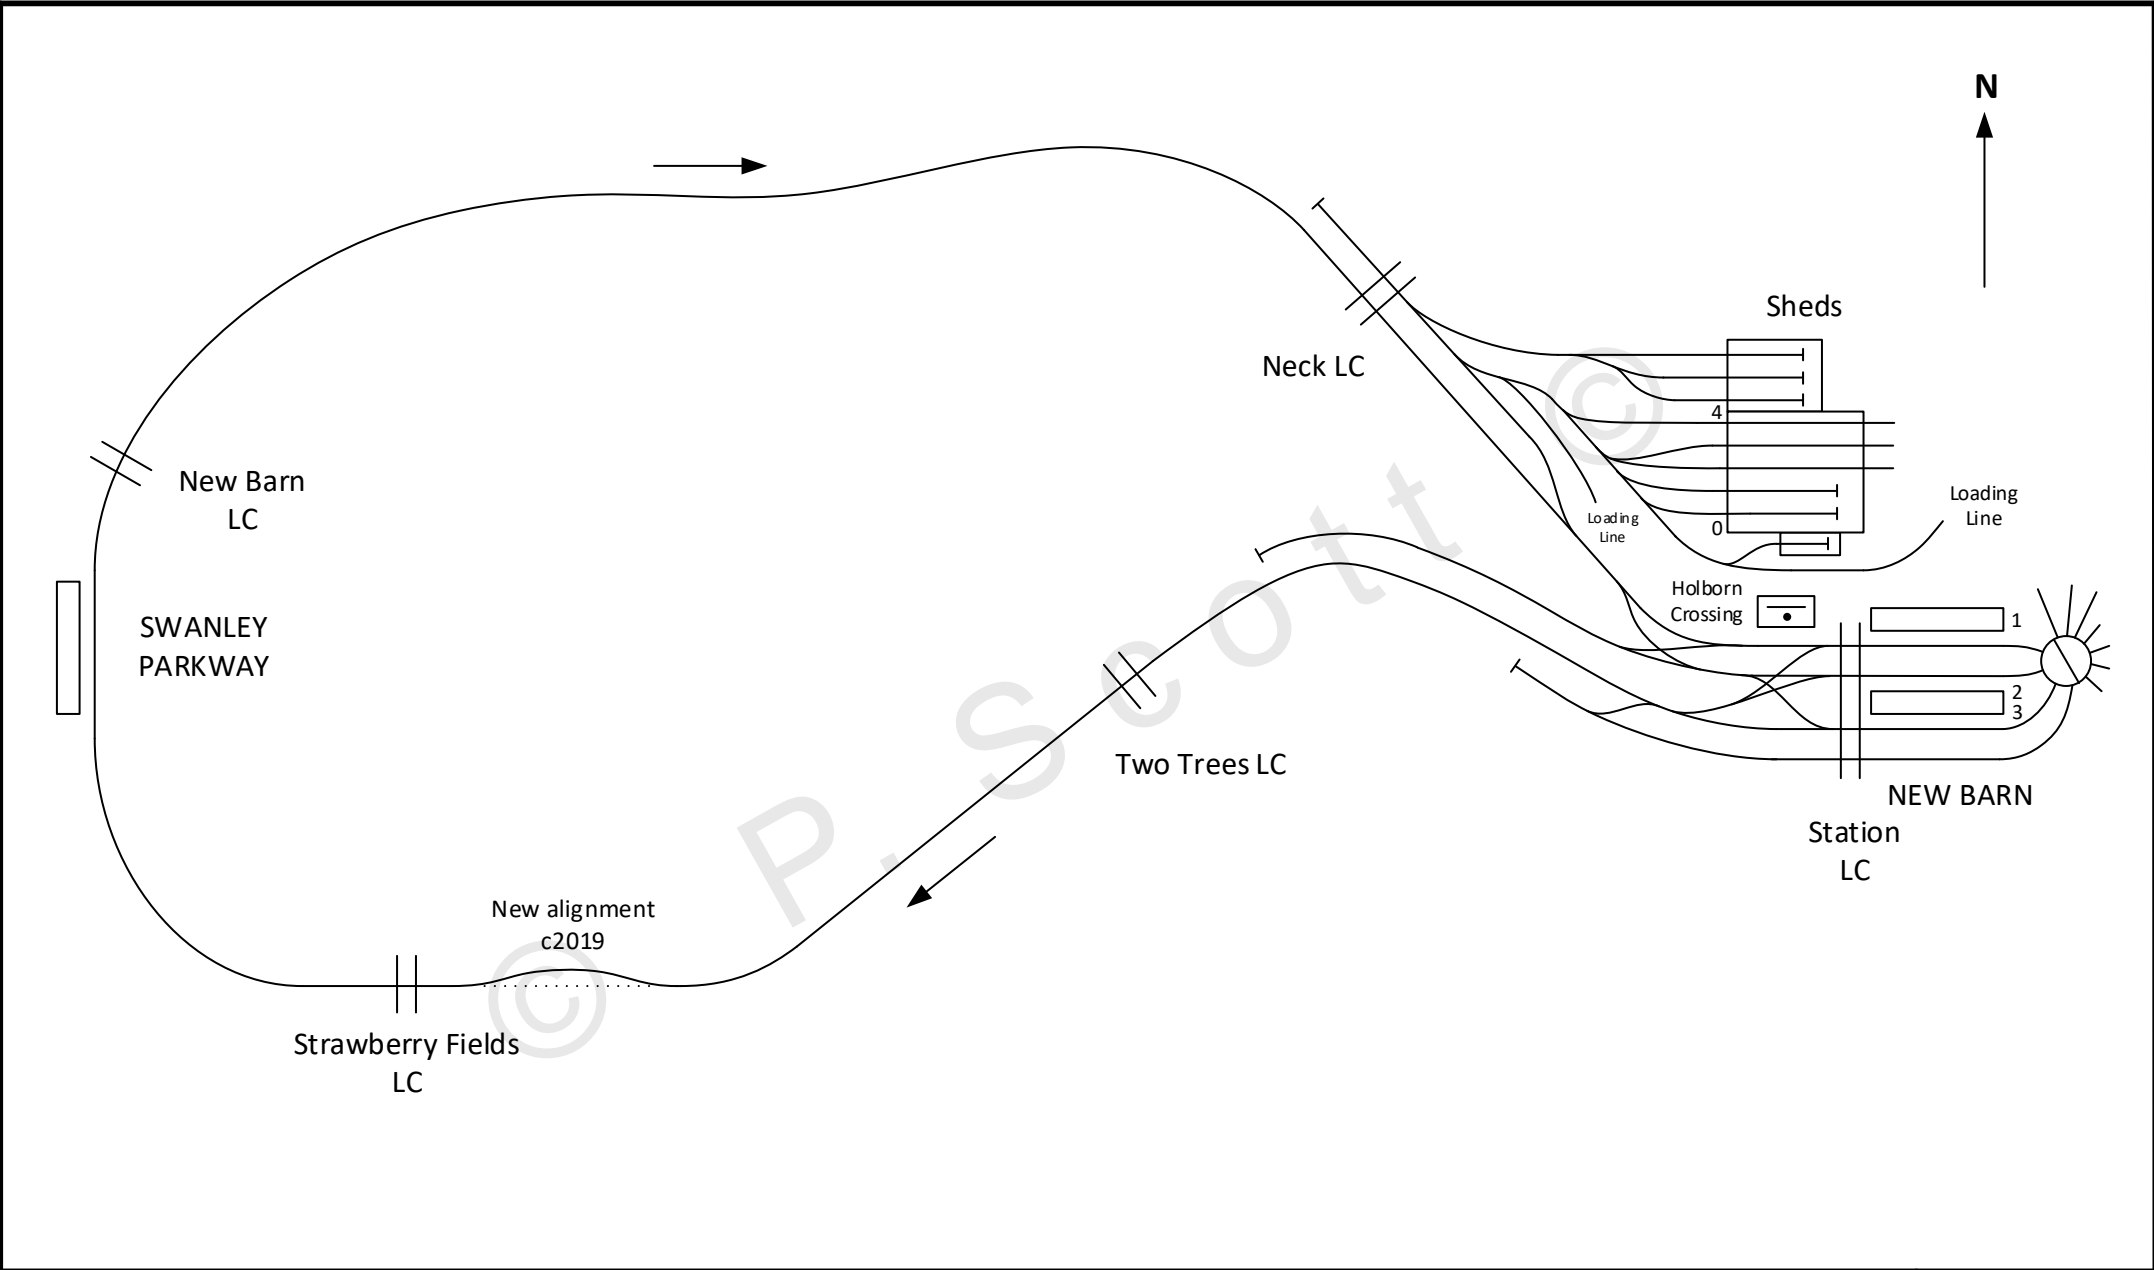 N
Sheds
Neck LC
4
0
New Barn
LC
Loading
Line
Loading
Line
Holborn
Crossing
1
2
3
SWANLEY
PARKWAY
Two Trees LC
NEW BARN
Station
LC
New alignment
c2019
Strawberry Fields
LC
© P. Scott ©